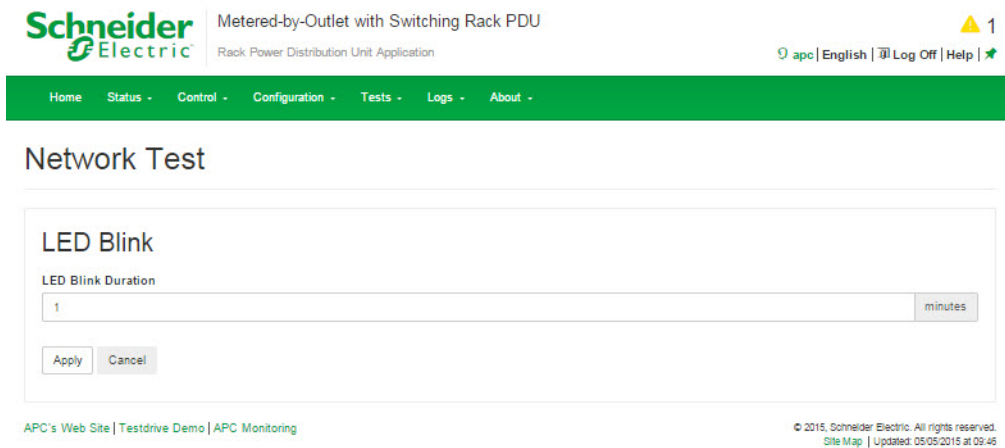 Schneider Electric
Metered-by-Outlet with Switching Rack PDU
Rack Power Distribution Unit Application
1
apc | English | Log Off | Help |
Home Status - Control - Configuration - Tests - Logs - About -
Network Test
LED Blink
LED Blink Duration
1 minutes
Apply Cancel
APC's Web Site | Testdrive Demo | APC Monitoring
© 2015, Schneider Electric. All rights reserved.
Site Map | Updated: 05/05/2015 at 09:46